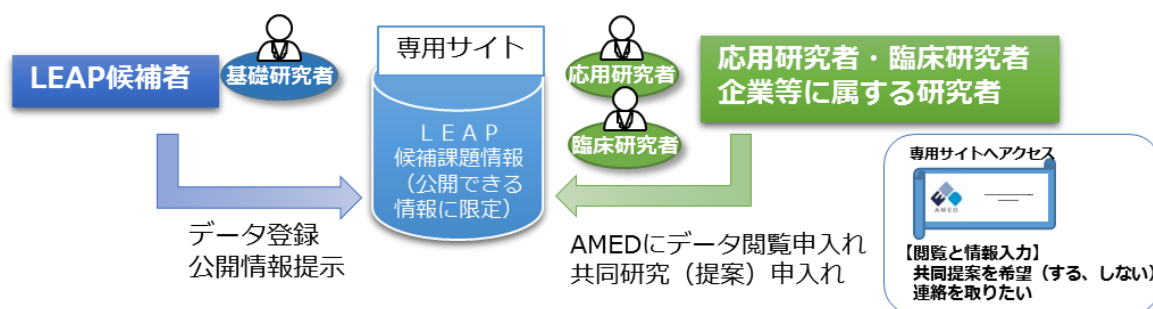 LEAP候補者
基礎研究者
専用サイト
LEAP
候補課題情報
（公開できる
情報に限定）
応用研究者
臨床研究者
応用研究者・臨床研究者
企業等に属する研究者
データ登録
公開情報提示
AMEDにデータ閲覧申入れ
共同研究（提案）申入れ
専用サイトへアクセス
AMED
【閲覧と情報入力】
共同提案を希望（する、しない）
連絡を取りたい